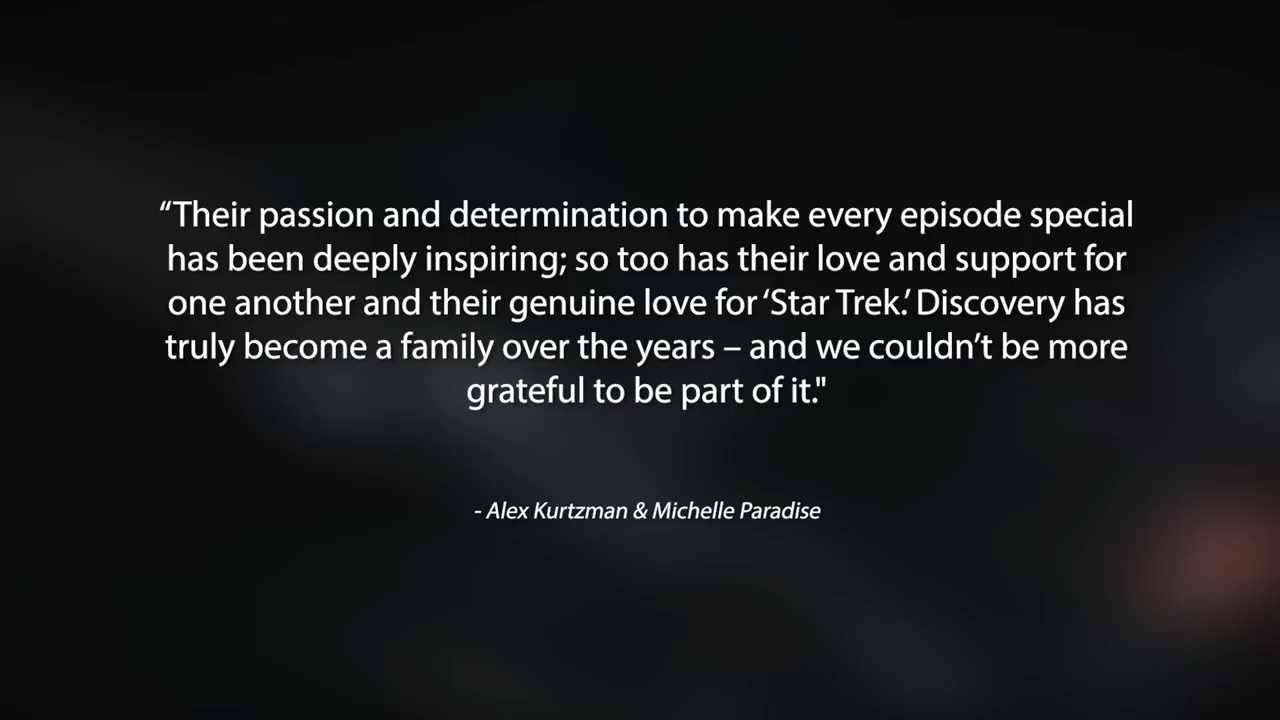 “Their passion and determination to make every episode special
has been deeply inspiring; so too has their love and support for
one another and their genuine love for ‘Star Trek.’ Discovery has
truly become a family over the years – and we couldn’t be more
grateful to be part of it."
- Alex Kurtzman & Michelle Paradise